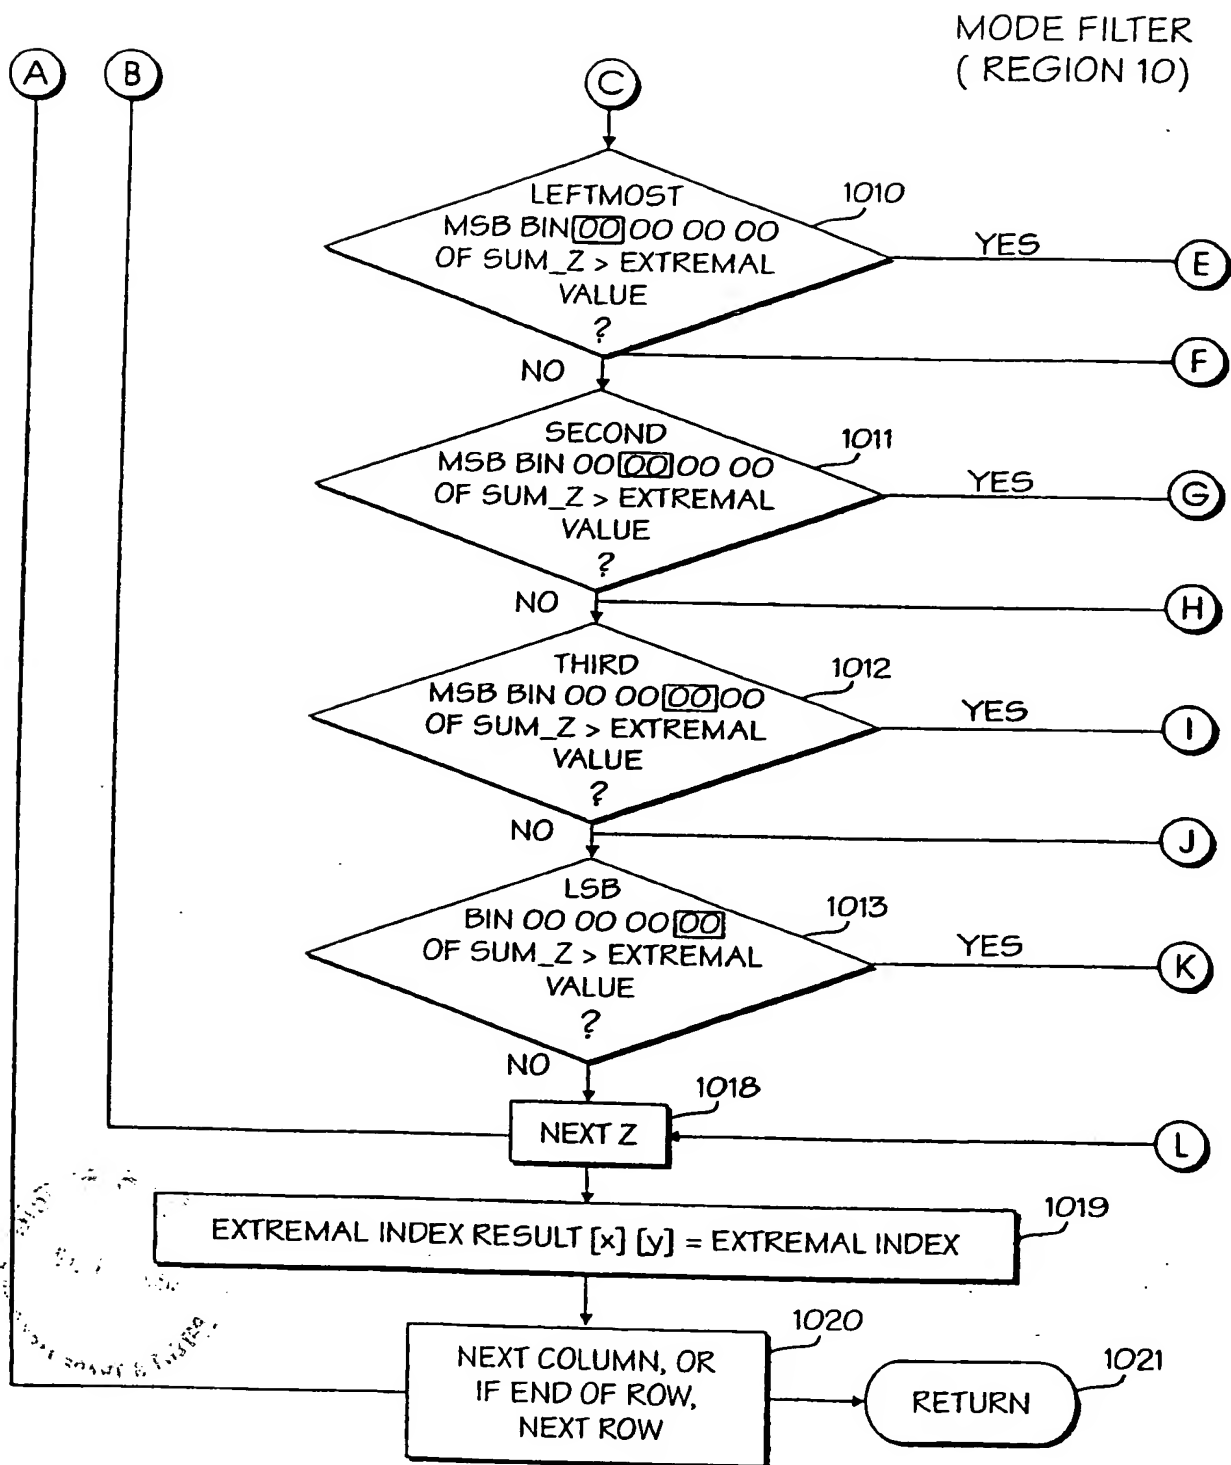 MODE FILTER
( REGION 10)
A
B
C
LEFTMOST
MSB BIN 00 00 00 00
OF SUM_Z > EXTREMAL
VALUE
?
1010
YES
E
F
NO
SECOND
MSB BIN 00 00 00 00
OF SUM_Z > EXTREMAL
VALUE
?
1011
YES
G
NO
H
THIRD
MSB BIN 00 00 00 00
OF SUM_Z > EXTREMAL
VALUE
?
1012
YES
I
NO
J
LSB
BIN 00 00 00 00
OF SUM_Z > EXTREMAL
VALUE
?
1013
YES
K
NO
1018
NEXT Z
L
EXTREMAL INDEX RESULT [x] [y] = EXTREMAL INDEX
1019
1020
NEXT COLUMN, OR
IF END OF ROW,
NEXT ROW
RETURN
1021